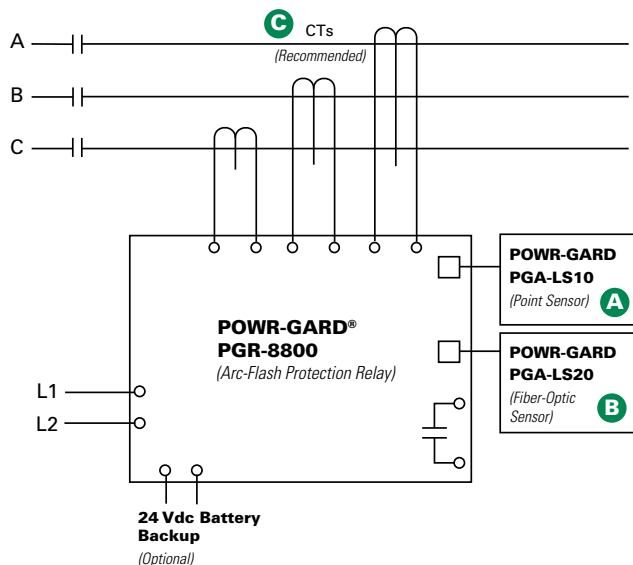 C CTs
(Recommended)
A
B
C
POWR-GARD
PGA-LS10
(Point Sensor) A
POWR-GARD®
PGR-8800
(Arc-Flash Protection Relay)
POWR-GARD
PGA-LS20
(Fiber-Optic
Sensor) B
L1
L2
24 Vdc Battery
Backup
(Optional)